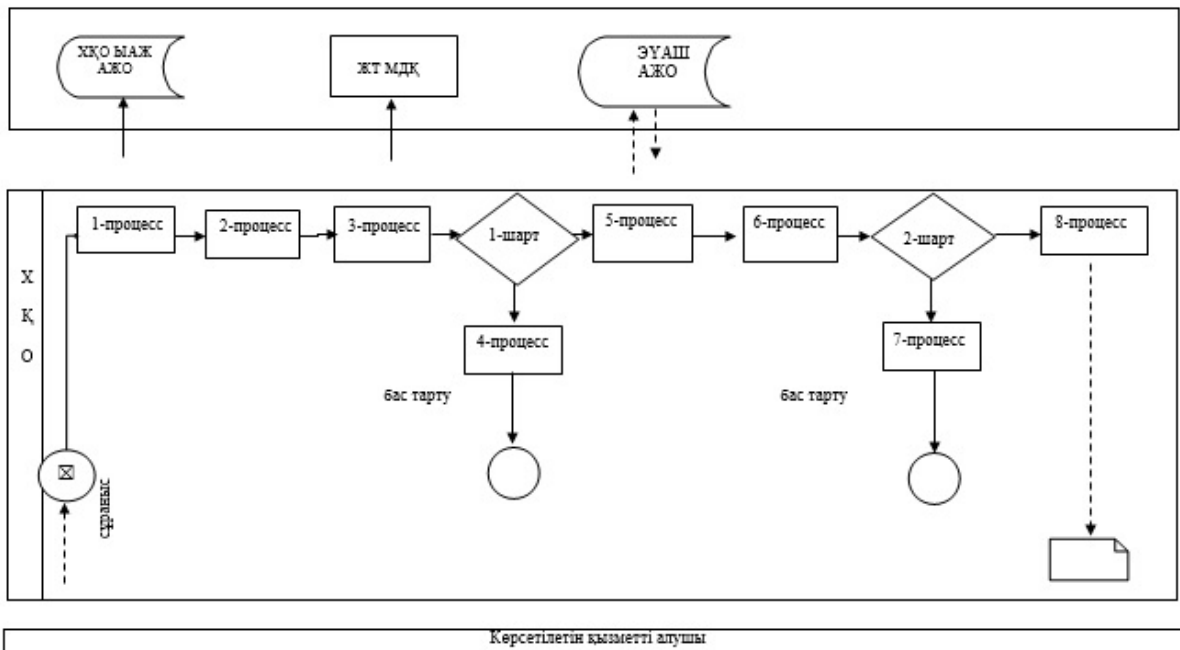 ХҚО ЫАЖ
АЖО
ЖТ МДҚ
ЭҮАШ
АЖО
Х
Қ
О
1-процесс
2-процесс
3-процесс
1-шарт
5-процесс
6-процесс
2-шарт
8-процесс
4-процесс
7-процесс
бас тарту
бас тарту
сұраныс
Көрсетілетін қызметті алушы